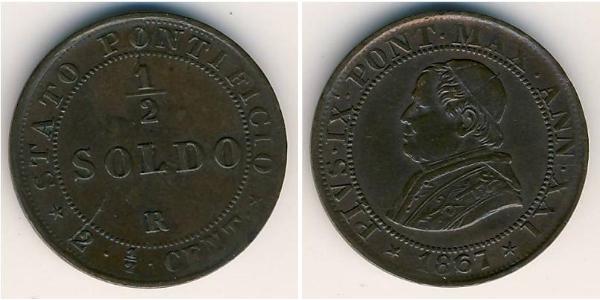 STATO PONTIFICIO
1/2
SOLDO
R
* 2 · 1/2 · CENT. *
PIVS·IX·PONT·MAX·ANN·XXI
* 1867 *